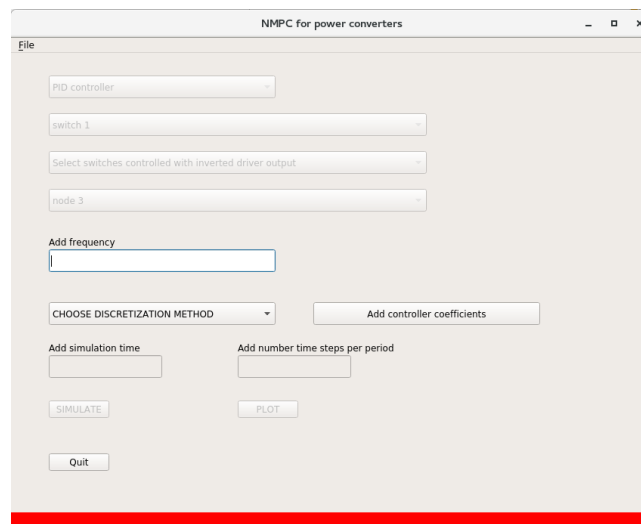 NMPC for power converters
File
PID controller
switch 1
Select switches controlled with inverted driver output
node 3
Add frequency
CHOOSE DISCRETIZATION METHOD Add controller coefficients
Add simulation time Add number time steps per period
SIMULATE PLOT
Quit